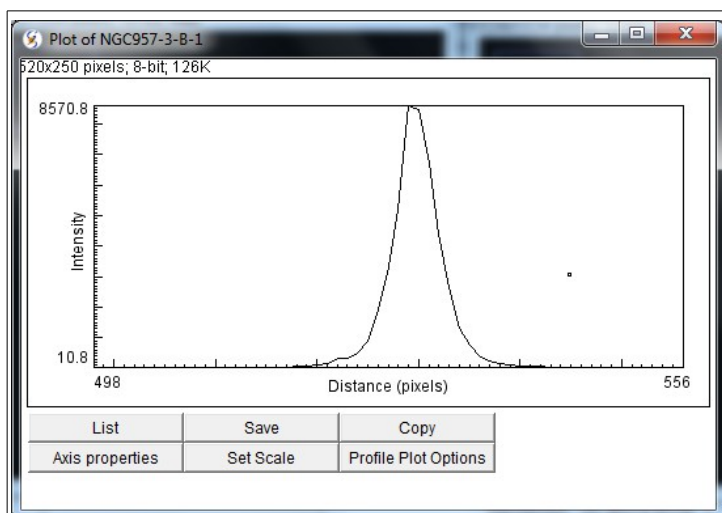 Plot of NGC957-3-B-1
520x250 pixels; 8-bit; 126K
8570.8
Intensity
10.8
498
Distance (pixels)
556
List
Save
Copy
Axis properties
Set Scale
Profile Plot Options